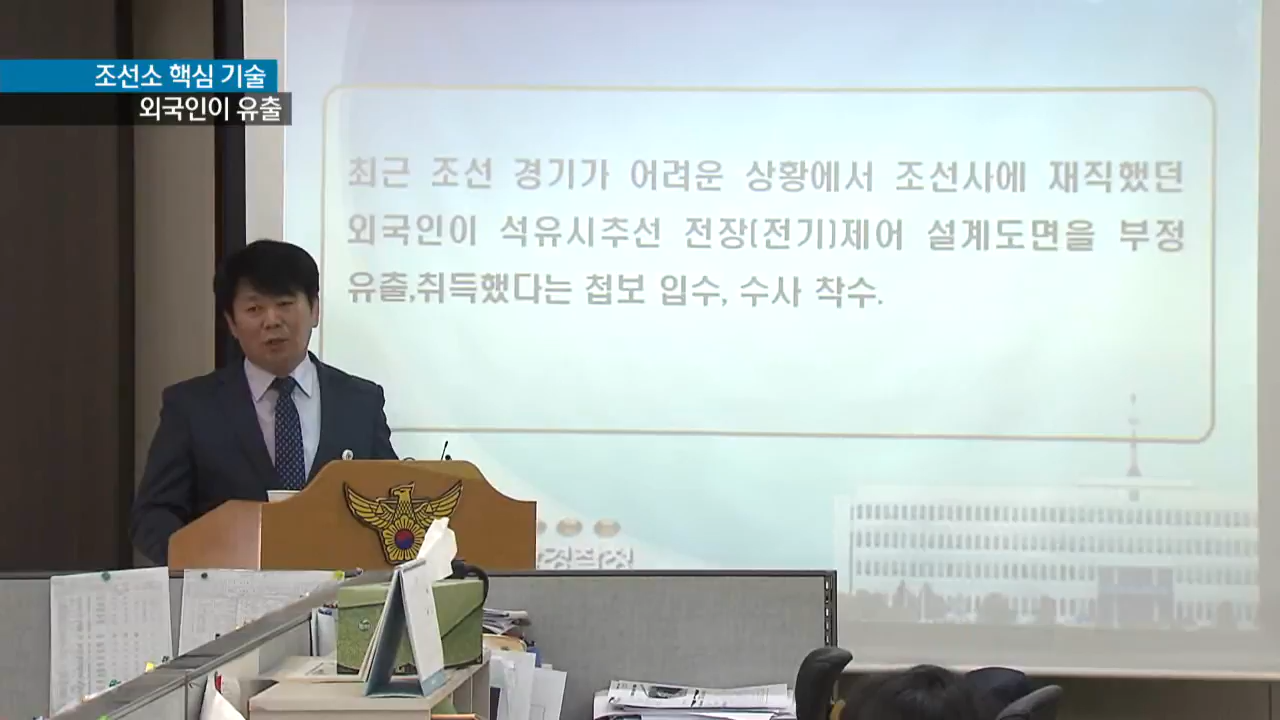 조선소 핵심 기술
외국인이 유출
최근 조선 경기가 어려운 상황에서 조선사에 재직했던
외국인이 석유시추선 전장(전기)제어 설계도면을 부정
유출,취득했다는 첩보 입수, 수사 착수.